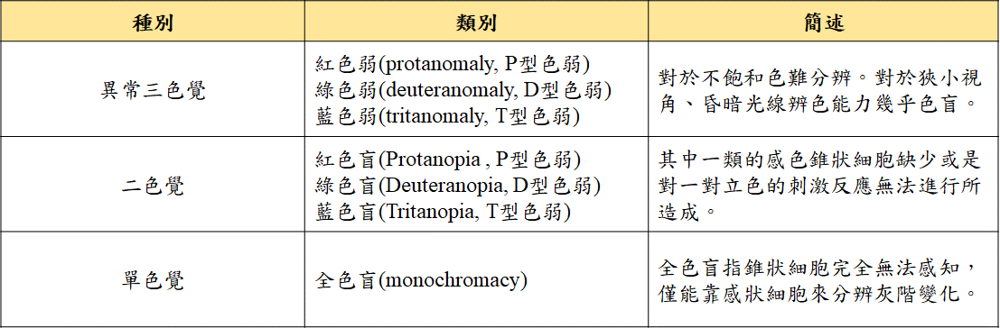 種別 類別 簡述
異常三色覺
紅色弱(protanomaly, P型色弱)
綠色弱(deuteranomaly, D型色弱)
藍色弱(tritanomaly, T型色弱)
對於不飽和色難分辨。對於狹小視
角、昏暗光線辨色能力幾乎色盲。
二色覺
紅色盲(Protanopia , P型色弱)
綠色盲(Deuteranopia, D型色弱)
藍色盲(Tritanopia, T型色弱)
其中一類的感色錐狀細胞缺少或是
對一對立色的刺激反應無法進行所
造成。
單色覺
全色盲(monochromacy)
全色盲指錐狀細胞完全無法感知，
僅能靠感狀細胞來分辨灰階變化。